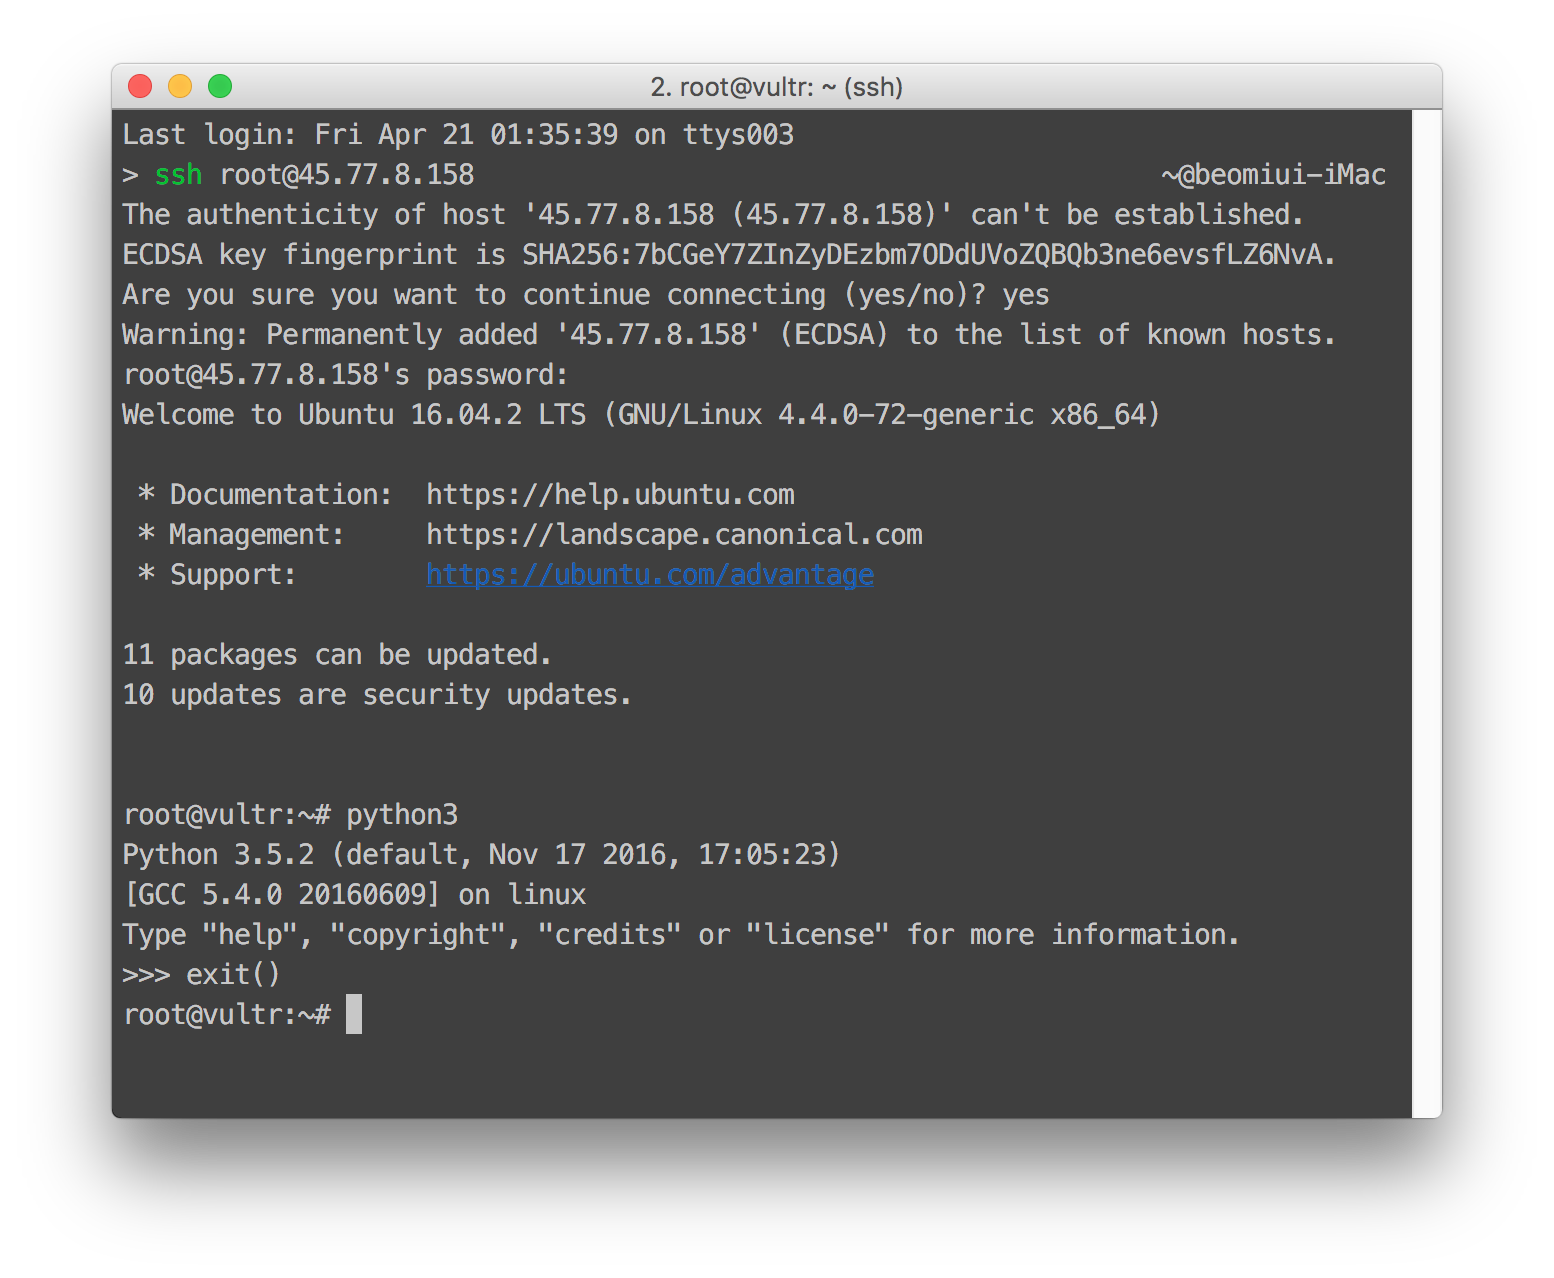 2. root@vultr: ~ (ssh)
Last login: Fri Apr 21 01:35:39 on ttys003
> ssh root@45.77.8.158 ~@beomiui-iMac
The authenticity of host '45.77.8.158 (45.77.8.158)' can't be established.
ECDSA key fingerprint is SHA256:7bCGeY7ZInZyDEzbm7ODdUVoZQBQb3ne6evsfLZ6NvA.
Are you sure you want to continue connecting (yes/no)? yes
Warning: Permanently added '45.77.8.158' (ECDSA) to the list of known hosts.
root@45.77.8.158's password:
Welcome to Ubuntu 16.04.2 LTS (GNU/Linux 4.4.0-72-generic x86_64)
* Documentation:  https://help.ubuntu.com
* Management:     https://landscape.canonical.com
* Support:        https://ubuntu.com/advantage
11 packages can be updated.
10 updates are security updates.
root@vultr:~# python3
Python 3.5.2 (default, Nov 17 2016, 17:05:23)
[GCC 5.4.0 20160609] on linux
Type "help", "copyright", "credits" or "license" for more information.
>>> exit()
root@vultr:~#